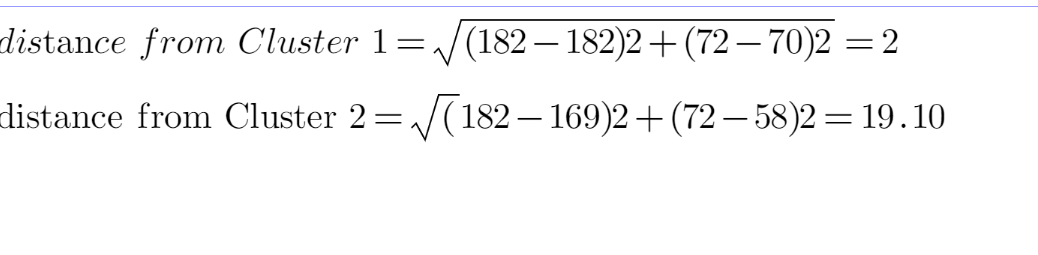 distance from Cluster 1 = √(182 − 182)2 + (72 − 70)2 = 2
distance from Cluster 2 = √(182 − 169)2 + (72 − 58)2 = 19.10